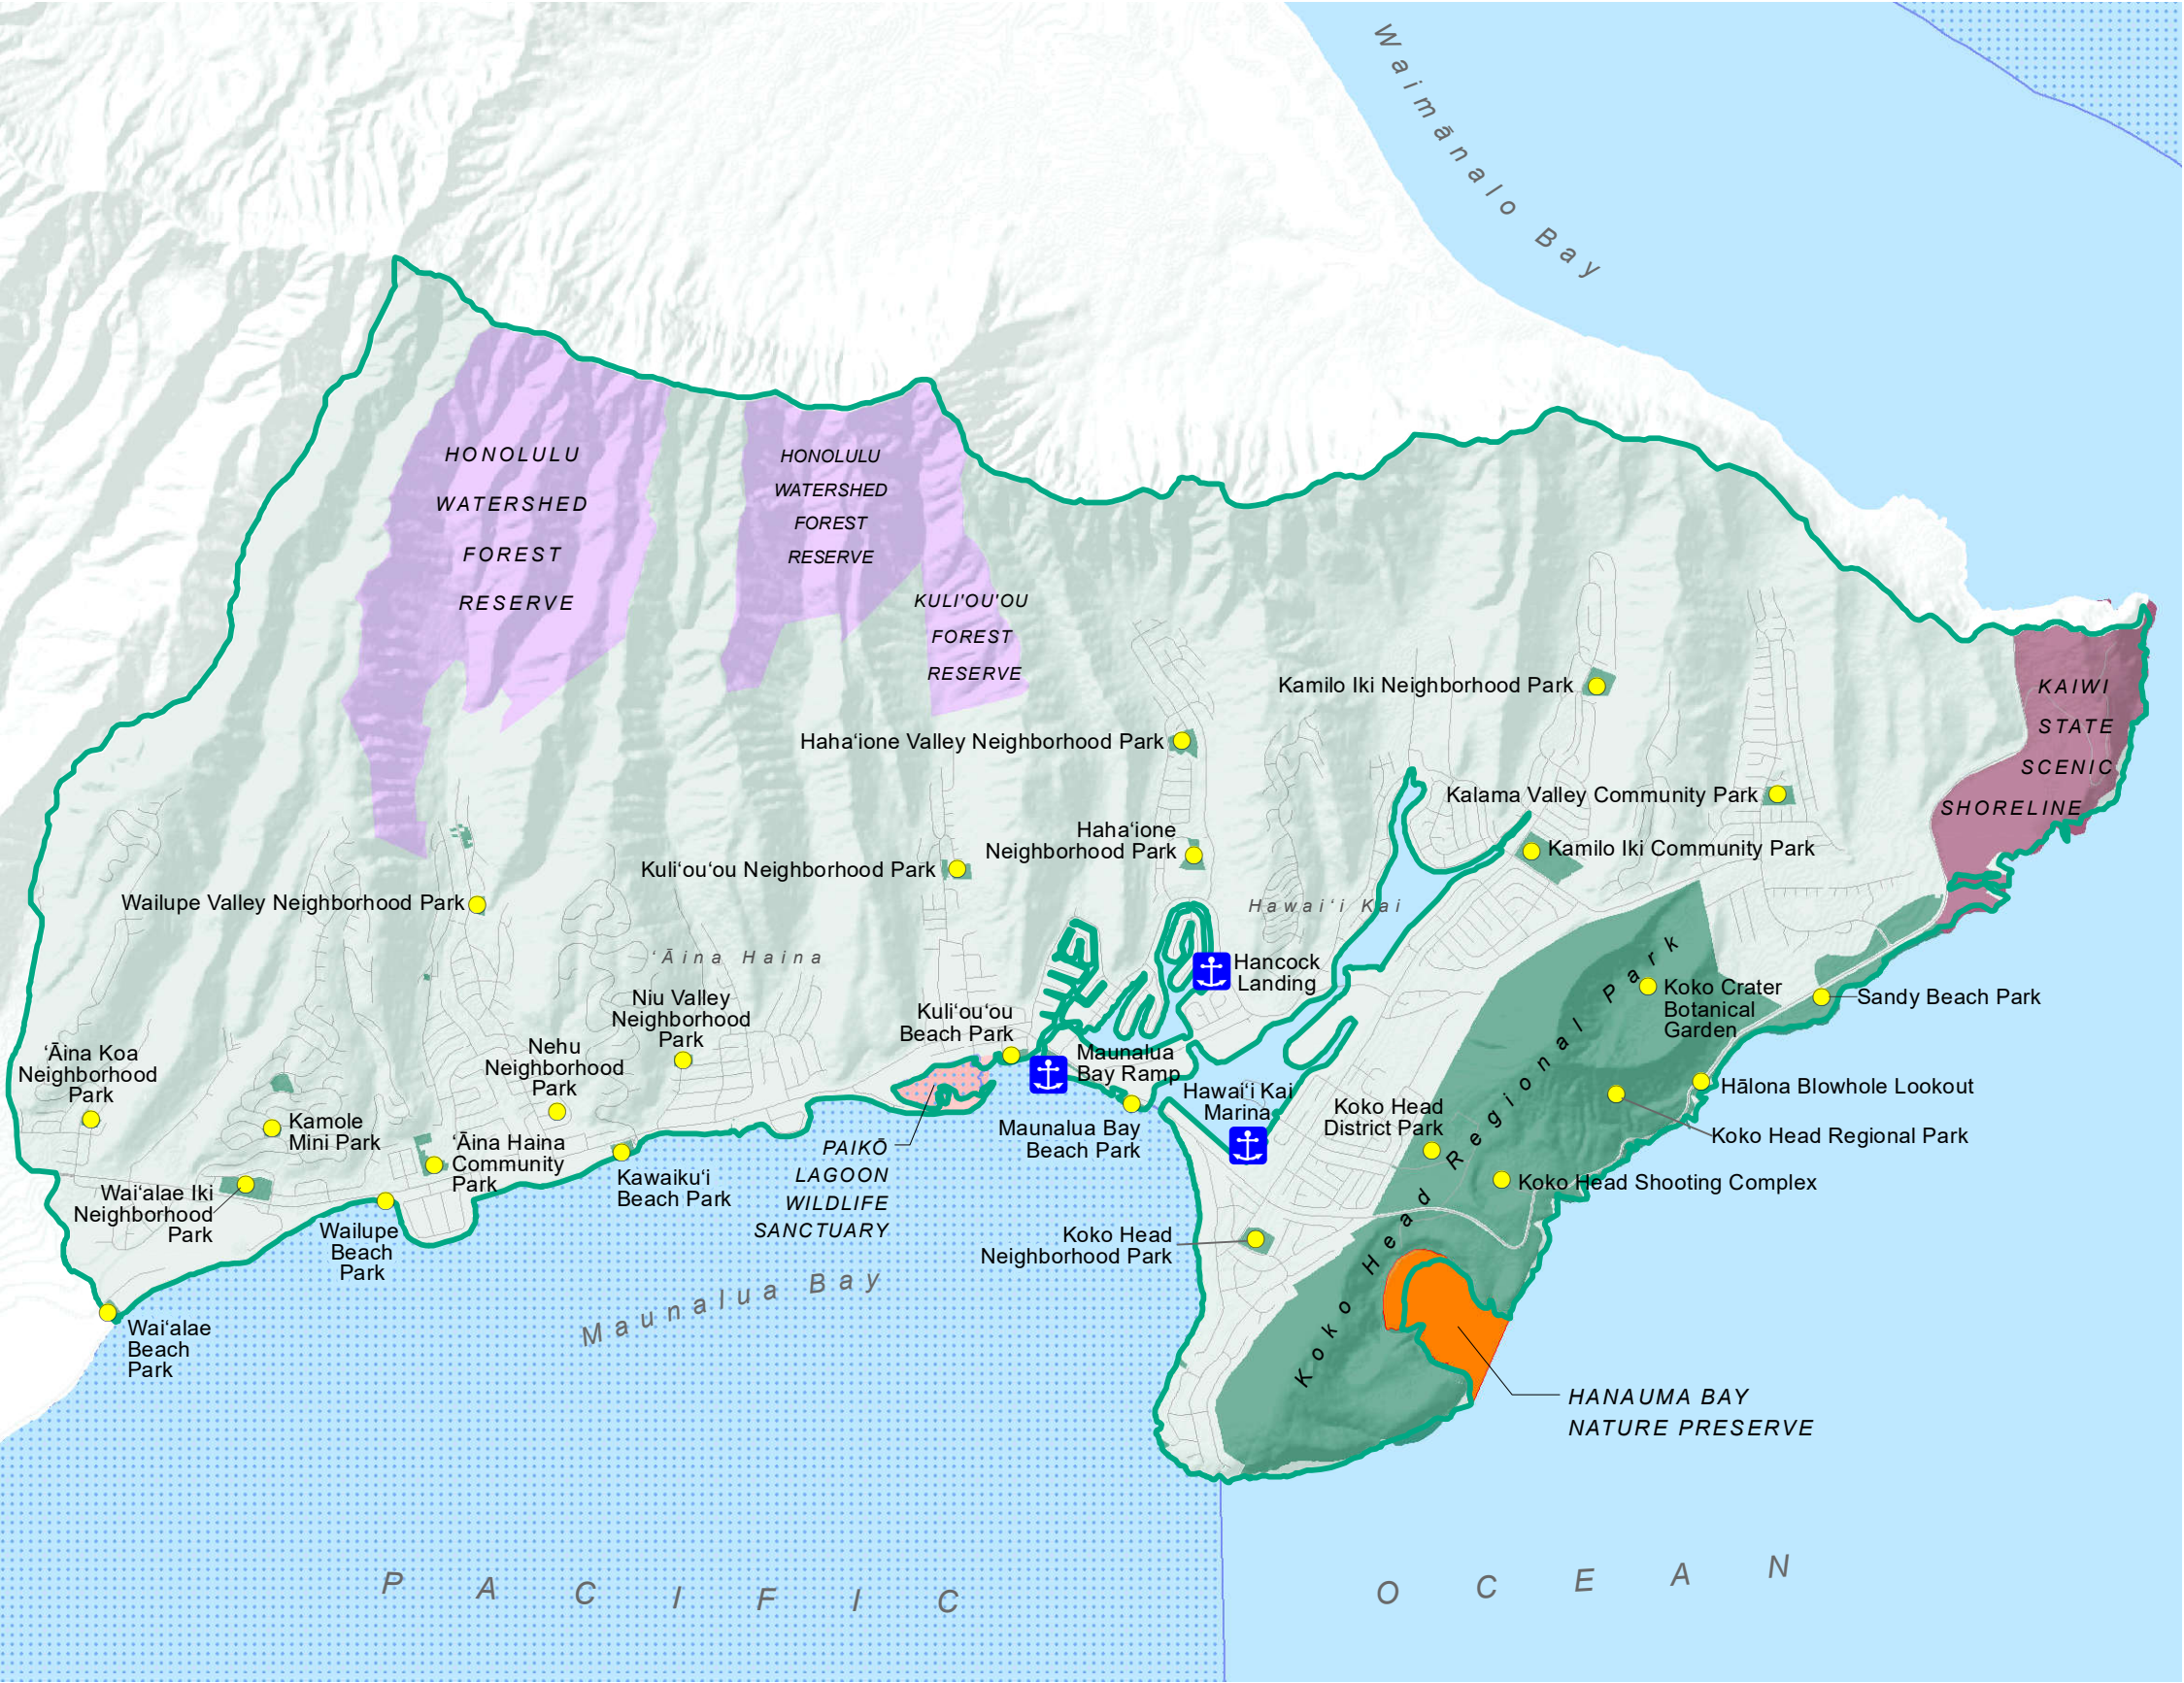 Waimānalo Bay
HONOLULU
WATERSHED
FOREST
RESERVE
HONOLULU
WATERSHED
FOREST
RESERVE
KULI'OU'OU
FOREST
RESERVE
KAIWI
STATE
SCENIC
SHORELINE
Kamilo Iki Neighborhood Park
Haha‘ione Valley Neighborhood Park
Kalama Valley Community Park
Haha‘ione
Neighborhood Park
Kamilo Iki Community Park
Kuli‘ou‘ou Neighborhood Park
Wailupe Valley Neighborhood Park
Hawai‘i Kai
‘Āina Haina
Hancock
Landing
Niu Valley
Neighborhood
Park
Kuli‘ou‘ou
Beach Park
Koko Crater
Botanical
Garden
Sandy Beach Park
‘Āina Koa
Neighborhood
Park
Nehu
Neighborhood
Park
Maunalua
Bay Ramp
Hawai‘i Kai
Marina
Koko Head
District Park
Koko Head Regional Park
Hālona Blowhole Lookout
Koko Head Regional Park
Kamole
Mini Park
‘Āina Haina
Community
Park
Maunalua Bay
Beach Park
PAIKŌ
LAGOON
WILDLIFE
SANCTUARY
Kawaiku‘i
Beach Park
Koko Head Shooting Complex
Wai‘alae Iki
Neighborhood
Park
Wailupe
Beach
Park
Koko Head
Neighborhood Park
Maunalua Bay
Wai‘alae
Beach
Park
HANAUMA BAY
NATURE PRESERVE
PACIFIC OCEAN